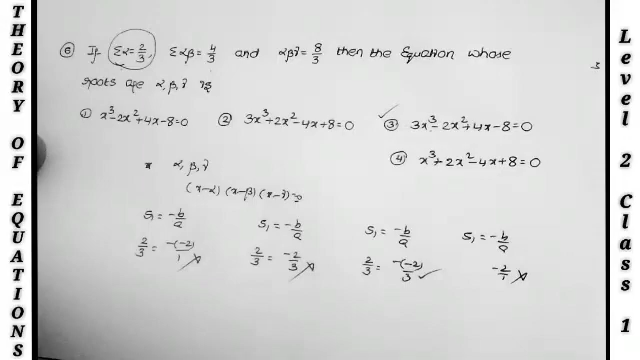 THEORY OF EQUATIONS
⑥ If Σα = 2/3, Σαβ = 4/3 and αβγ = 8/3 then the Equation whose
roots are α, β, γ is
① x³-2x²+4x-8=0 ② 3x³+2x²-4x+8=0 ③ 3x³-2x²+4x-8=0
④ x³+2x²-4x+8=0
α, β, γ
(x-α) (x-β) (x-γ)=0
S₁ = -b/a S₁ = -b/a S₁ = -b/a S₁ = -b/a
2/3 = -(-2)/1 2/3 = -2/3 2/3 = -(-2)/3 -2/1
Level 2 Class 1